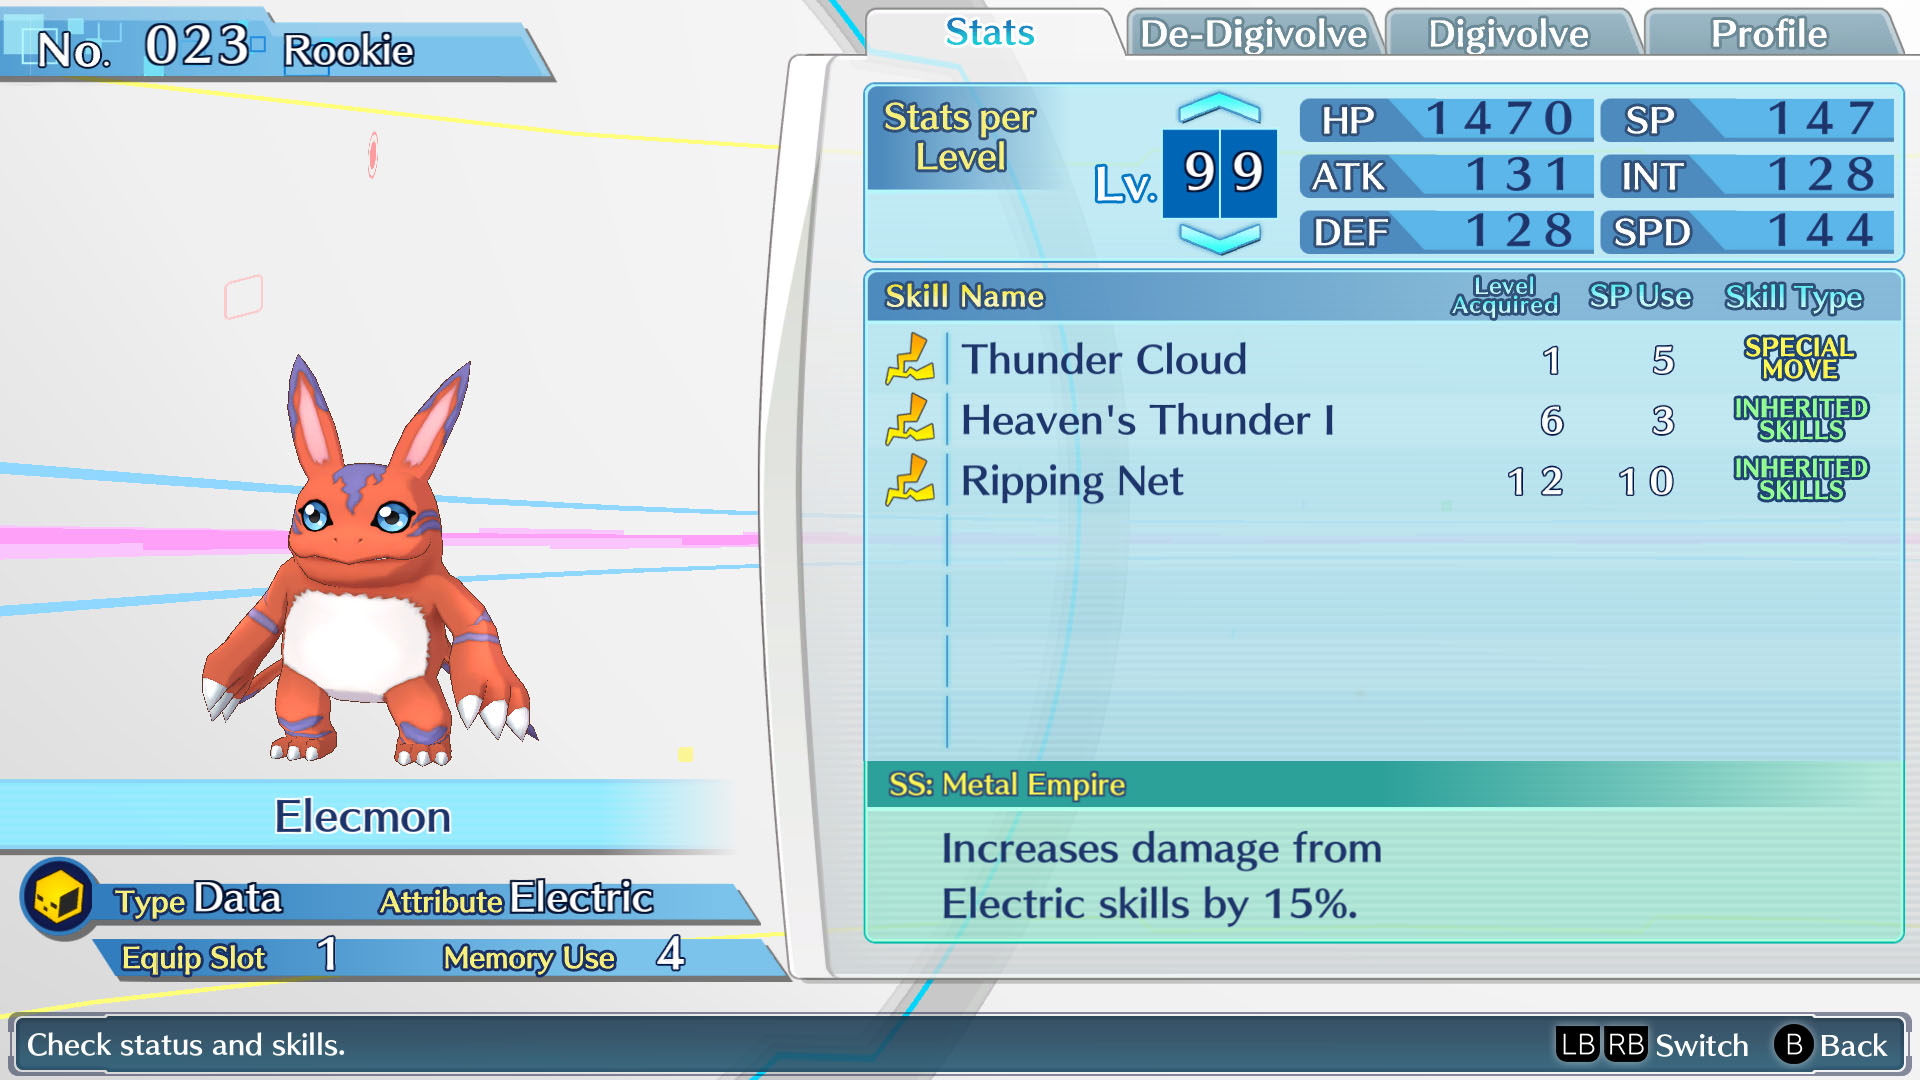 No. 023 Rookie
Stats
De-Digivolve
Digivolve
Profile
Stats per
Level
Lv. 99
HP 1470
SP 147
ATK 131
INT 128
DEF 128
SPD 144
Skill Name
Level
Acquired
SP Use
Skill Type
Thunder Cloud 1 5 SPECIAL
MOVE
Heaven's Thunder I 6 3 INHERITED
SKILLS
Ripping Net 12 10 INHERITED
SKILLS
SS: Metal Empire
Increases damage from
Electric skills by 15%.
Elecmon
Type Data Attribute Electric
Equip Slot 1 Memory Use 4
Check status and skills.
LB RB Switch B Back